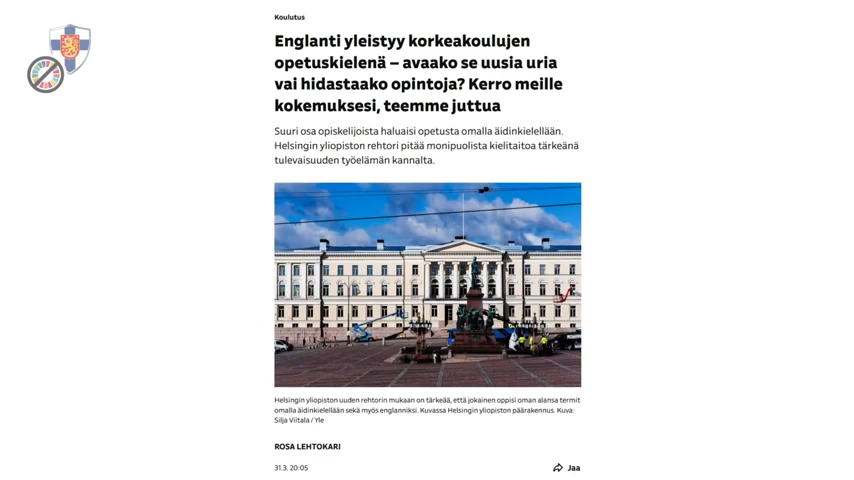 Koulutus
Englanti yleistyy korkeakoulujen
opetuskielenä – avaako se uusia uria
vai hidastaako opintoja? Kerro meille
kokemuksesi, teemme juttua
Suuri osa opiskelijoista haluaisi opetusta omalla äidinkielellään.
Helsingin yliopiston rehtori pitää monipuolista kielitaitoa tärkeänä
tulevaisuuden työelämän kannalta.
Helsingin yliopiston uuden rehtorin mukaan on tärkeää, että jokainen oppisi oman alansa termit
omalla äidinkielellään sekä myös englanniksi. Kuvassa Helsingin yliopiston päärakennus. Kuva:
Silja Viitala / Yle
ROSA LEHTOKARI
31.3. 20:05
Jaa